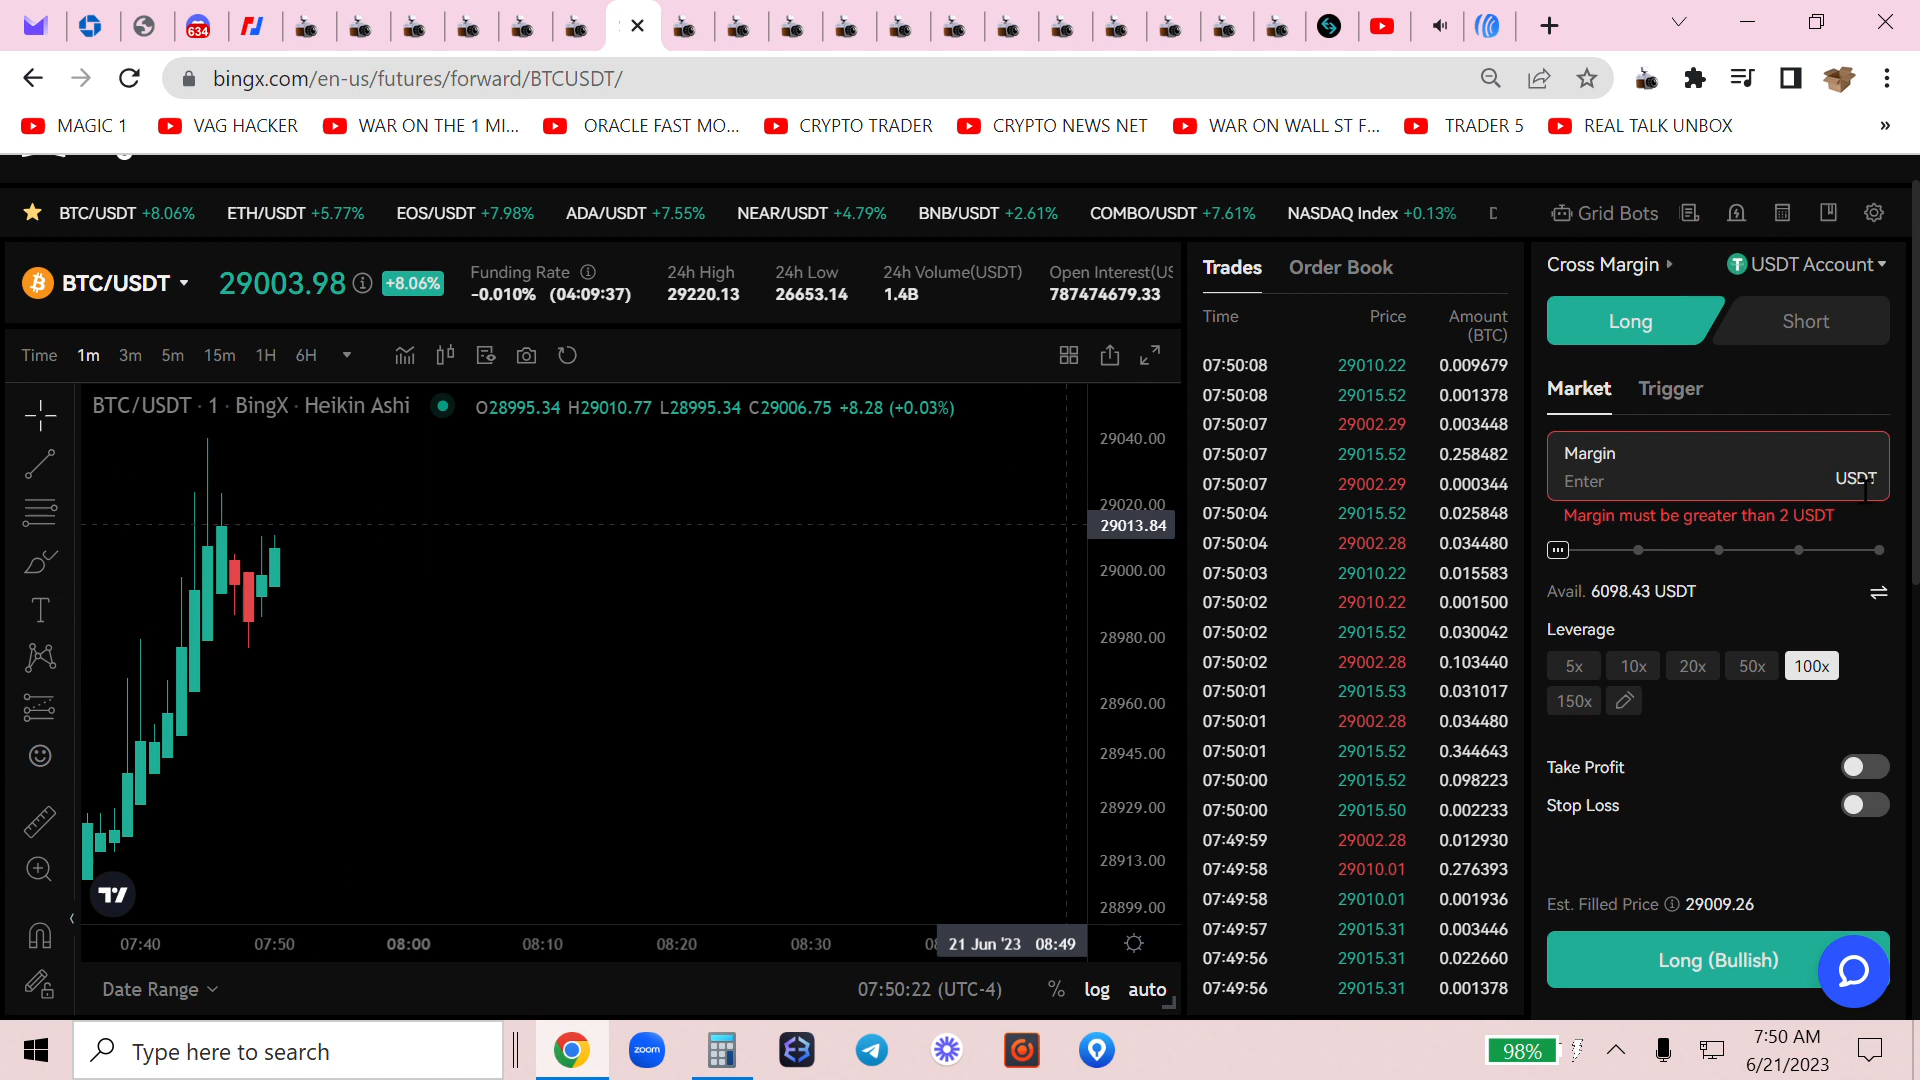 634
bingx.com/en-us/futures/forward/BTCUSDT/
MAGIC 1 VAG HACKER WAR ON THE 1 MI... ORACLE FAST MO... CRYPTO TRADER CRYPTO NEWS NET WAR ON WALL ST F... TRADER 5 REAL TALK UNBOX »
BTC/USDT +8.06% ETH/USDT +5.77% EOS/USDT +7.98% ADA/USDT +7.55% NEAR/USDT +4.79% BNB/USDT +2.61% COMBO/USDT +7.61% NASDAQ Index +0.13% Grid Bots
BTC/USDT 29003.98 +8.06%
Funding Rate 24h High 24h Low 24h Volume(USDT) Open Interest(US
-0.010% (04:09:37) 29220.13 26653.14 1.4B 787474679.33
Time 1m 3m 5m 15m 1H 6H
BTC/USDT · 1 · BingX · Heikin Ashi O28995.34 H29010.77 L28995.34 C29006.75 +8.28 (+0.03%)
29040.00
29020.00
29013.84
29000.00
28980.00
28960.00
28945.00
28929.00
28913.00
28899.00
07:40 07:50 08:00 08:10 08:20 08:30 21 Jun '23 08:49
Date Range 07:50:22 (UTC-4) % log auto
Trades Order Book
Time Price Amount
(BTC)
07:50:08 29010.22 0.009679
07:50:08 29015.52 0.001378
07:50:07 29002.29 0.003448
07:50:07 29015.52 0.258482
07:50:07 29002.29 0.000344
07:50:04 29015.52 0.025848
07:50:04 29002.28 0.034480
07:50:03 29010.22 0.015583
07:50:02 29010.22 0.001500
07:50:02 29015.52 0.030042
07:50:02 29002.28 0.103440
07:50:01 29015.53 0.031017
07:50:01 29002.28 0.034480
07:50:01 29015.52 0.344643
07:50:00 29015.52 0.098223
07:50:00 29015.50 0.002233
07:49:59 29002.28 0.012930
07:49:58 29010.01 0.276393
07:49:58 29010.01 0.001936
07:49:57 29015.31 0.003446
07:49:56 29015.31 0.022660
07:49:56 29015.31 0.001378
Cross Margin USDT Account
Long Short
Market Trigger
Margin
Enter USDT
Margin must be greater than 2 USDT
Avail. 6098.43 USDT
Leverage
5x 10x 20x 50x 100x
150x
Take Profit
Stop Loss
Est. Filled Price 29009.26
Long (Bullish)
Type here to search
zoom
98%
7:50 AM
6/21/2023